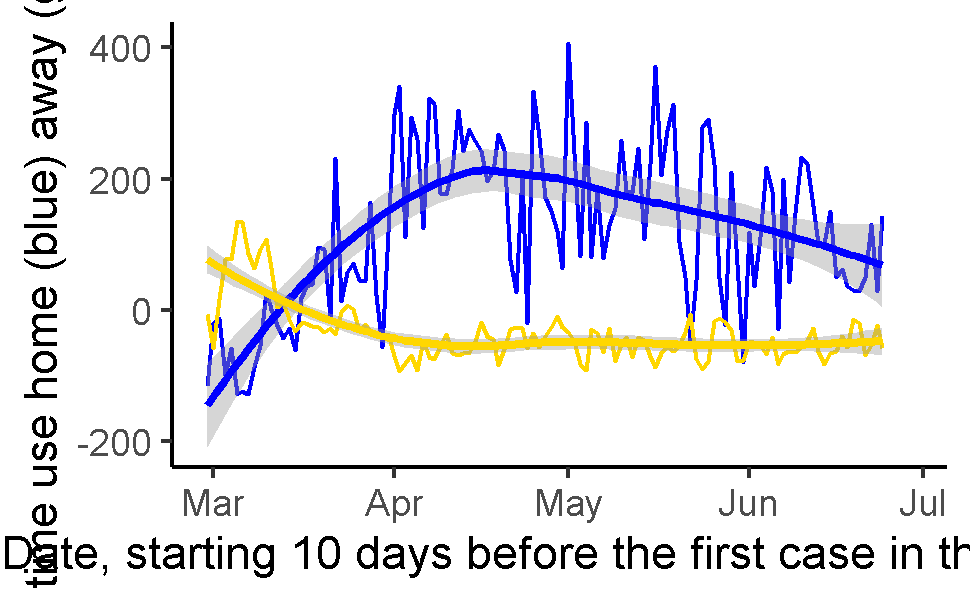 time use home (blue) away (
400
200
0
-200
Mar Apr May Jun Jul
Date, starting 10 days before the first case in th